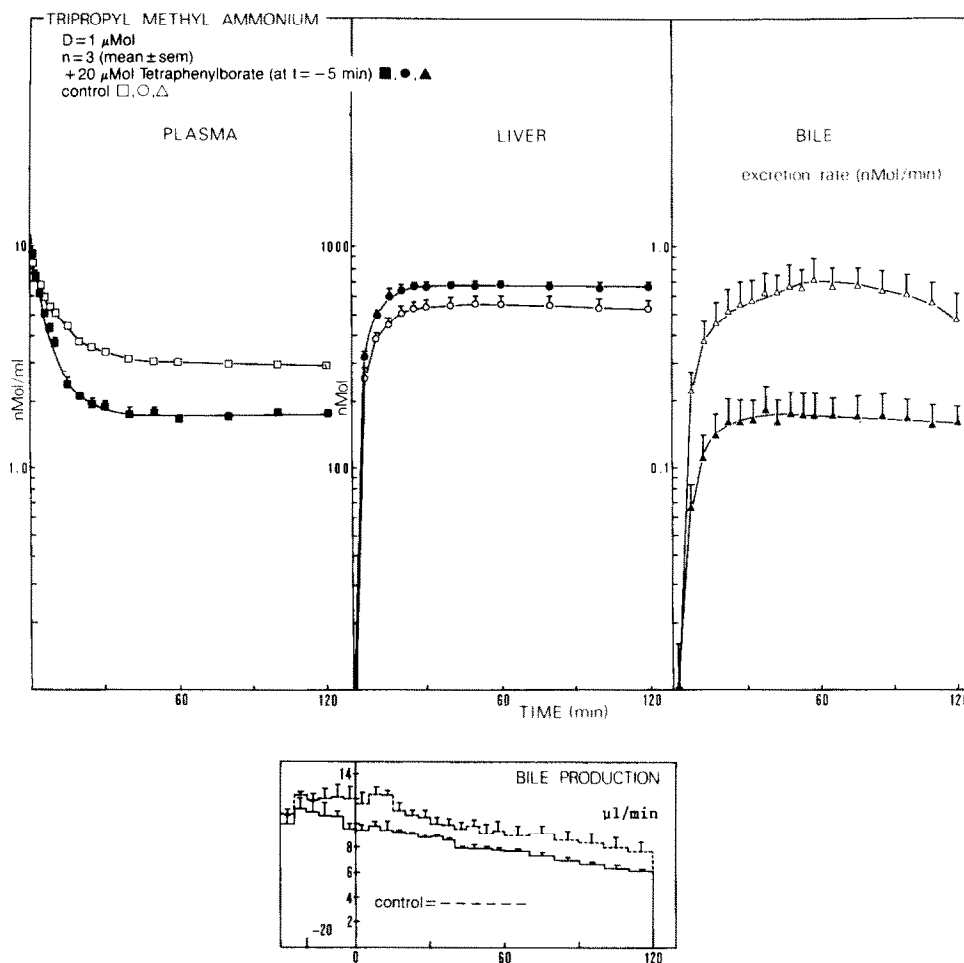 TRIPROPYL METHYL AMMONIUM
D=1 µMol
n=3 (mean±sem)
+20 µMol Tetraphenylborate (at t=−5 min) ■,●,▲
control □,○,△
PLASMA
LIVER
BILE
excretion rate (nMol/min)
10
1000
1.0
nMol/ml
nMol
1.0
100
0.1
60
120
60
120
60
120
TIME (min)
BILE PRODUCTION
µl/min
14
8
6
4
2
control= – – – – – – –
−20
0
60
120